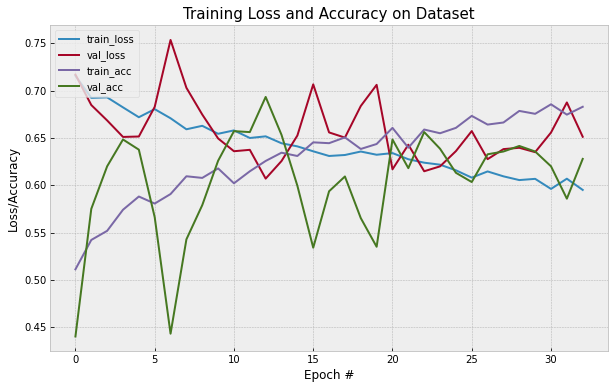 Training Loss and Accuracy on Dataset
train_loss
val_loss
train_acc
val_acc
Loss/Accuracy
0.75
0.70
0.65
0.60
0.55
0.50
0.45
0 5 10 15 20 25 30
Epoch #